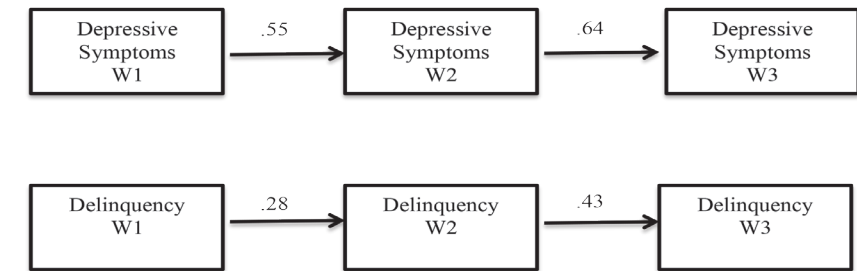 Depressive
Symptoms
W1
.55
Depressive
Symptoms
W2
.64
Depressive
Symptoms
W3
Delinquency
W1
.28
Delinquency
W2
.43
Delinquency
W3